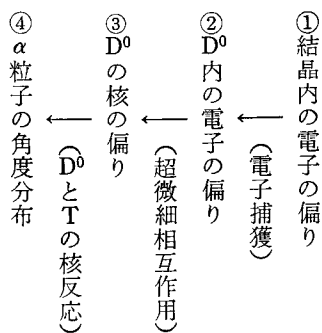 ①結晶内の電子の偏り
(電子捕獲)
②D⁰内の電子の偏り
(超微細相互作用)
③D⁰の核の偏り
(D⁰とTの核反応)
④α粒子の角度分布